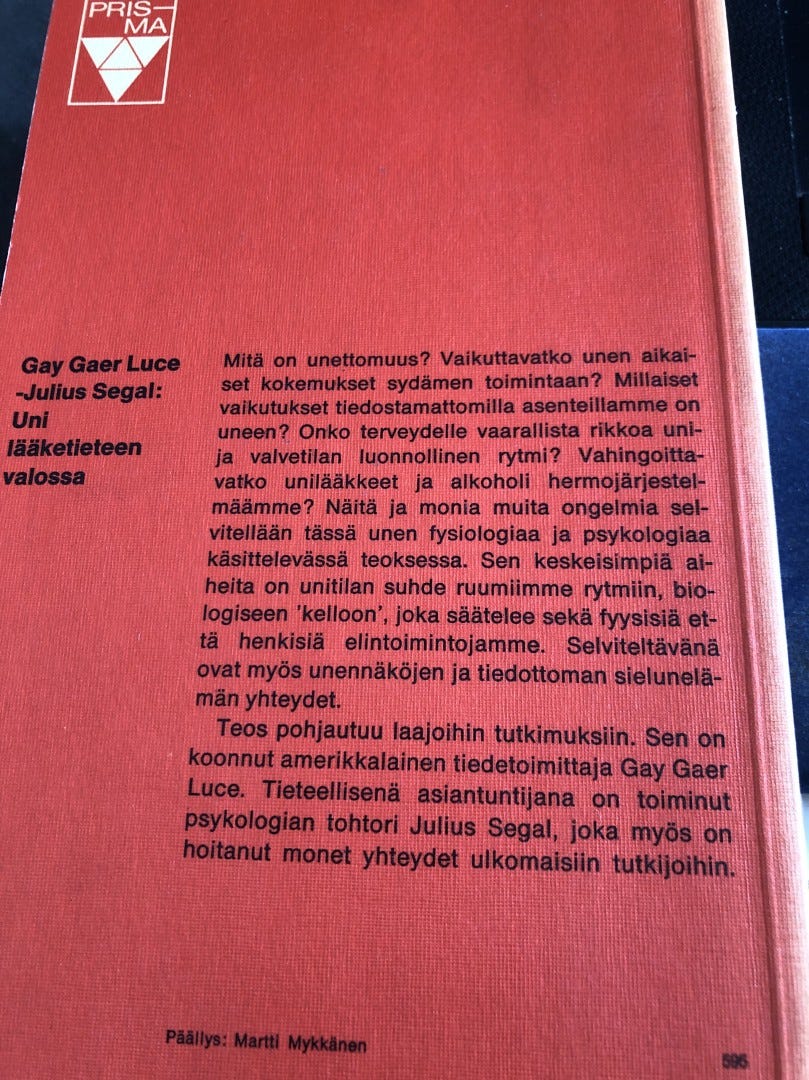 PRIS-
MA
Gay Gaer Luce
-Julius Segal:
Uni
lääketieteen
valossa
Mitä on unettomuus? Vaikuttavatko unen aikai-
set kokemukset sydämen toimintaan? Millaiset
vaikutukset tiedostamattomilla asenteillamme on
uneen? Onko terveydelle vaarallista rikkoa uni-
ja valvetilan luonnollinen rytmi? Vahingoitta-
vatko unilääkkeet ja alkoholi hermojärjestel-
määmme? Näitä ja monia muita ongelmia sel-
vitellään tässä unen fysiologiaa ja psykologiaa
käsittelevässä teoksessa. Sen keskeisimpiä ai-
heita on unitilan suhde ruumiimme rytmiin, bio-
logiseen 'kelloon', joka säätelee sekä fyysisiä et-
tä henkisiä elintoimintojamme. Selviteltävänä
ovat myös unennäköjen ja tiedottoman sielunelä-
män yhteydet.
Teos pohjautuu laajoihin tutkimuksiin. Sen on
koonnut amerikkalainen tiedetoimittaja Gay Gaer
Luce. Tieteellisenä asiantuntijana on toiminut
psykologian tohtori Julius Segal, joka myös on
hoitanut monet yhteydet ulkomaisiin tutkijoihin.
Päällys: Martti Mykkänen
595